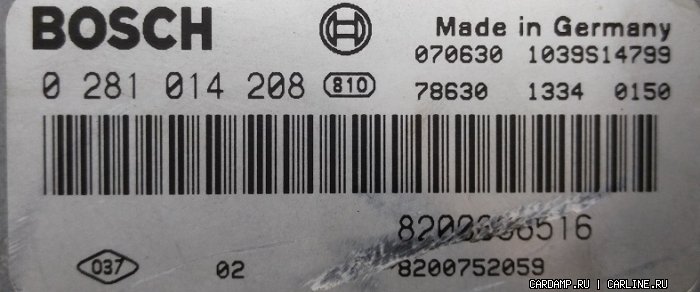 BOSCH
Made in Germany
070630 1039S14799
0 281 014 208 810
78630 1334 0150
037
02
8200752059
CARDAMP.RU | CARLINE.RU